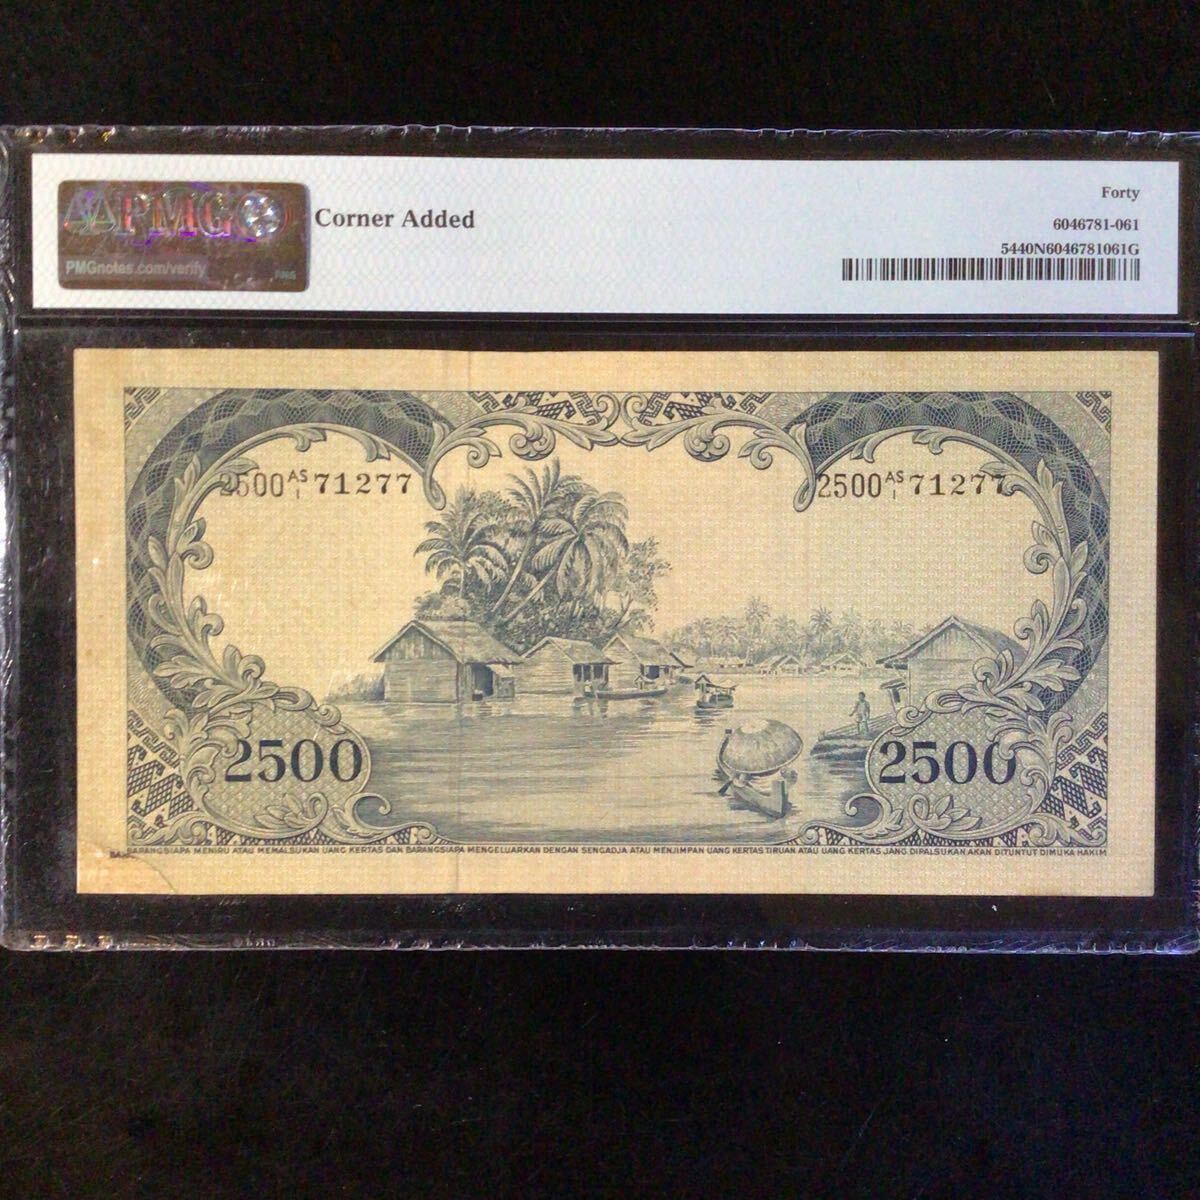 PMG
PMGnotes.com/verify
Corner Added
Forty
6046781-061
5440N6046781061G
2500 AS/1 71277
2500 AS/1 71277
2500
2500
BARANGSIAPA MENIRU ATAU MEMALSUKAN UANG KERTAS DAN BARANGSIAPA MENGELUARKAN DENGAN SENGADJA ATAU MENJIMPAN UANG KERTAS TIRUAN ATAU UANG KERTAS JANG DIPALSUKAN AKAN DITUNTUT DIMUKA HAKIM